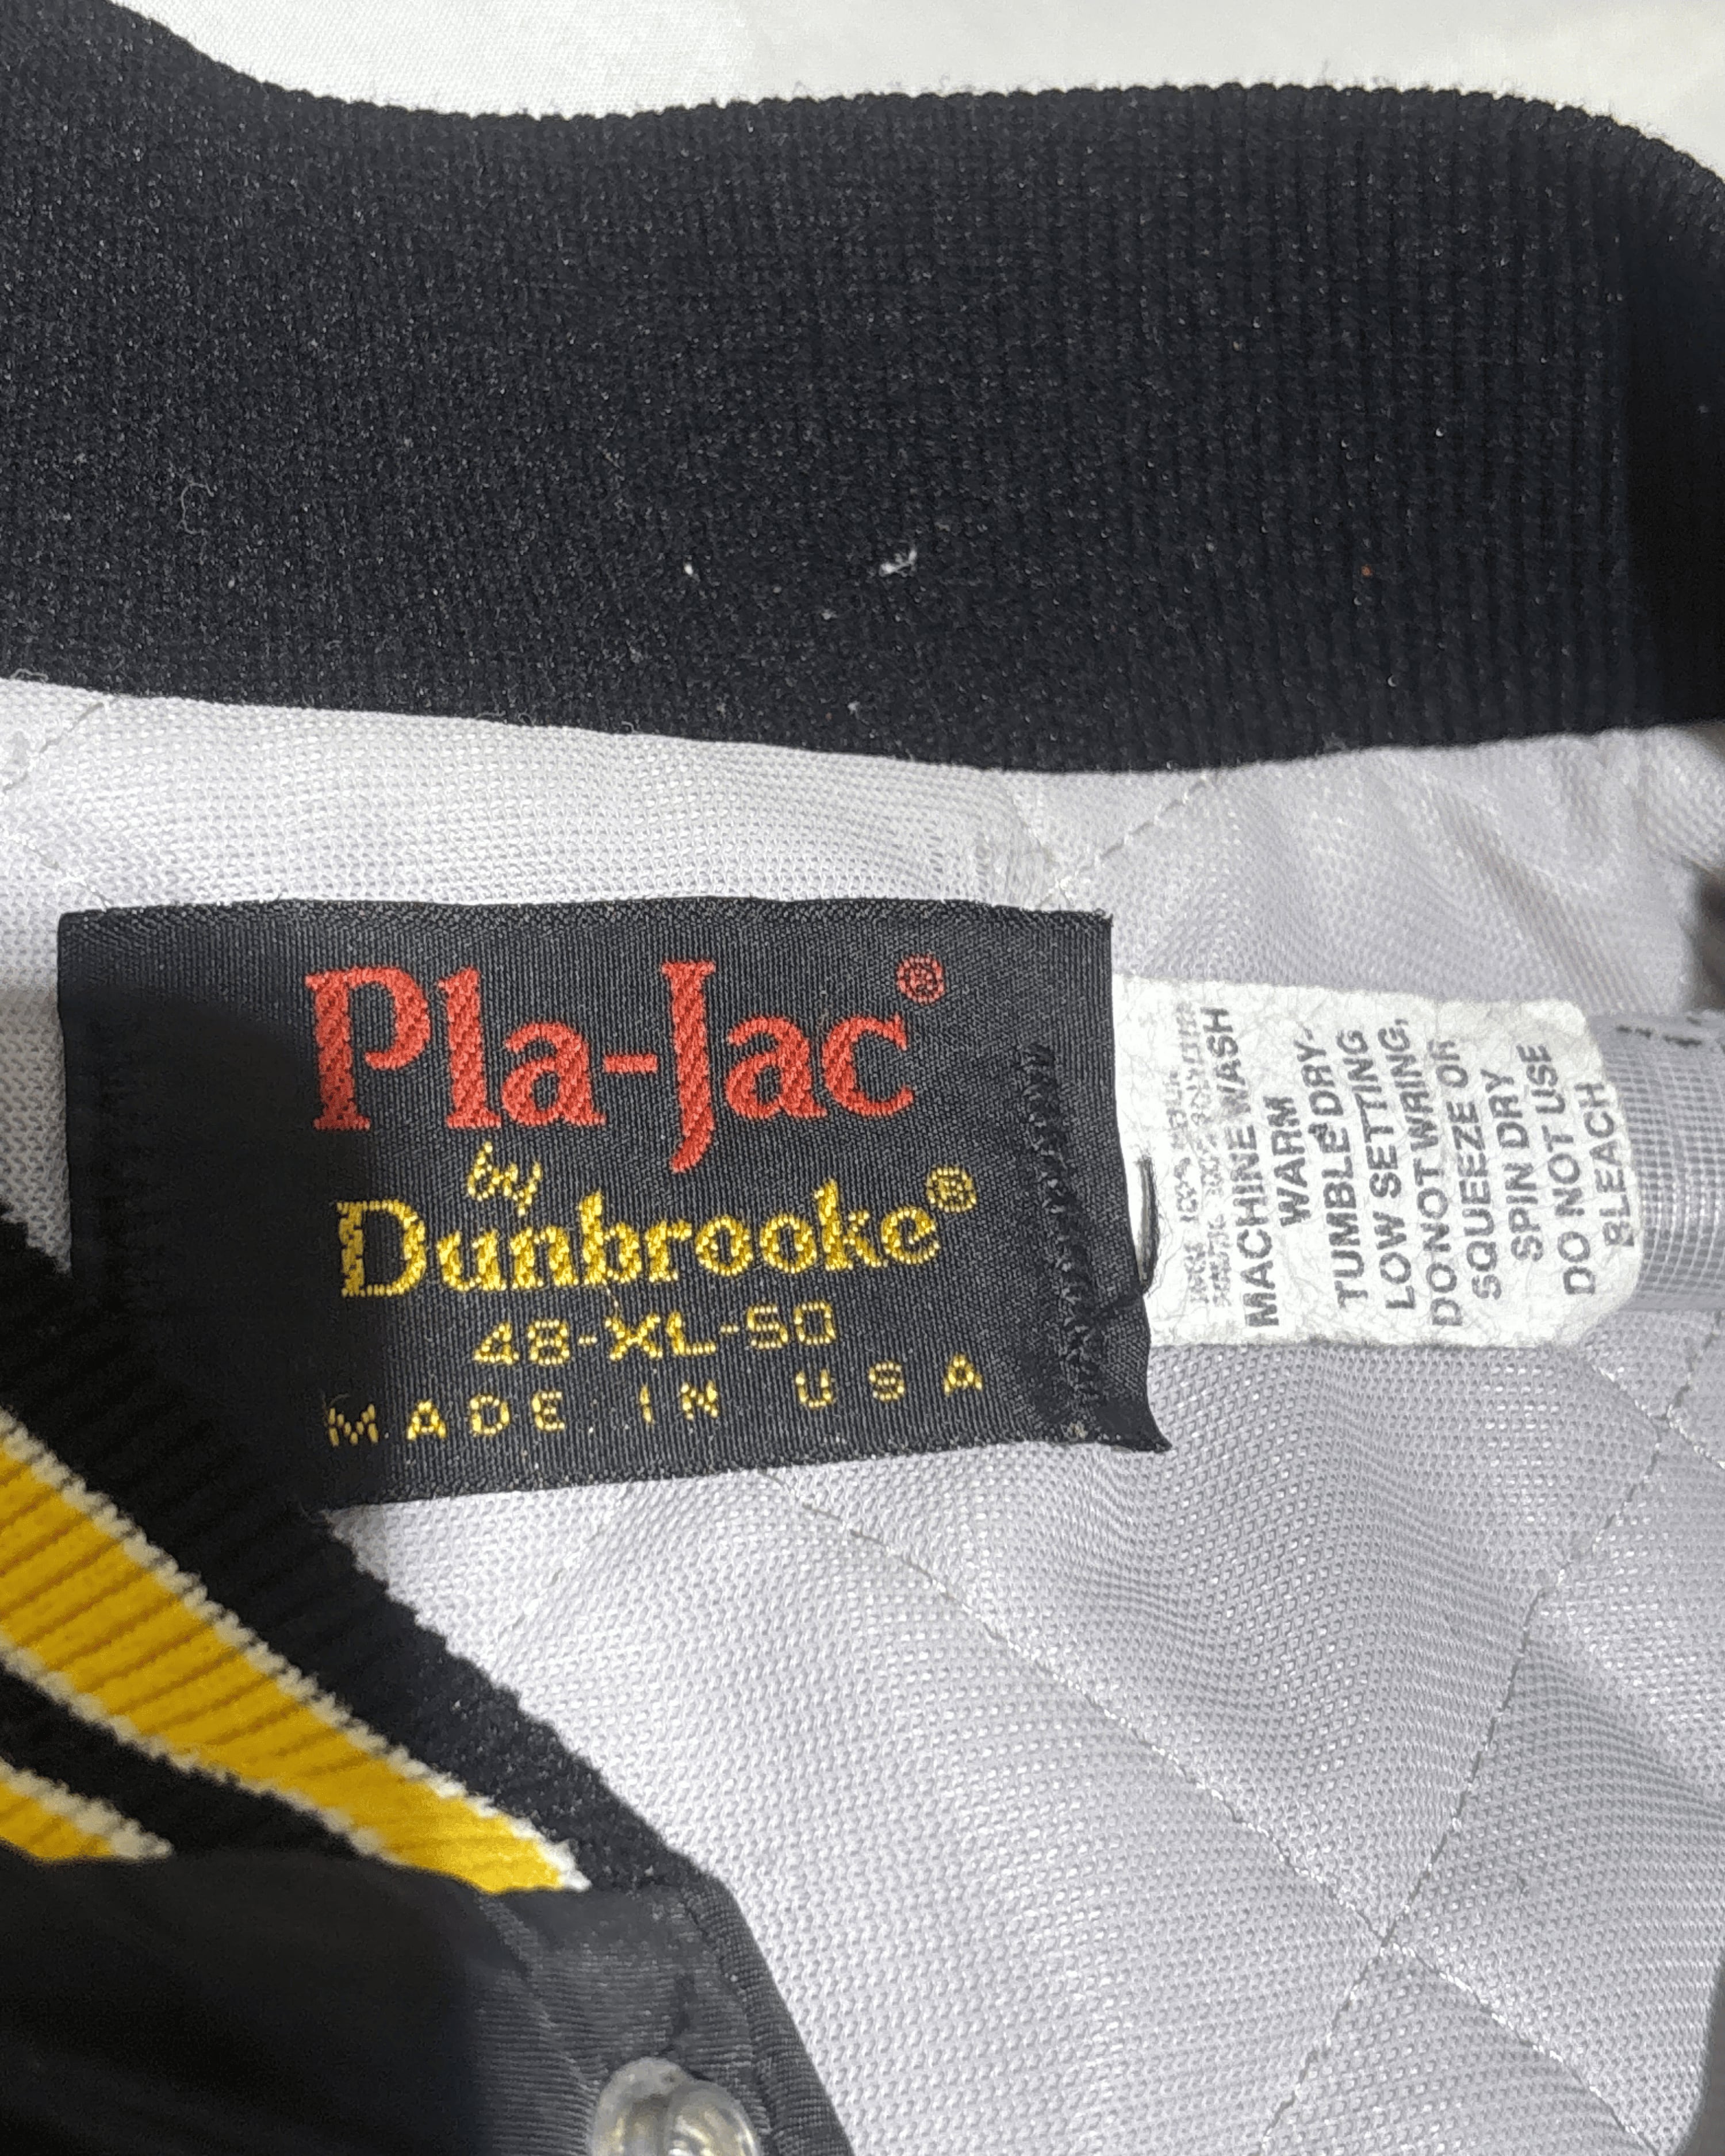 Pla-Jac®
by
Dunbrooke®
48-XL-50
MADE IN USA
MACHINE WASH
WARM
TUMBLE DRY-
LOW SETTING,
DO NOT WRING,
SQUEEZE OR
SPIN DRY
DO NOT USE
BLEACH